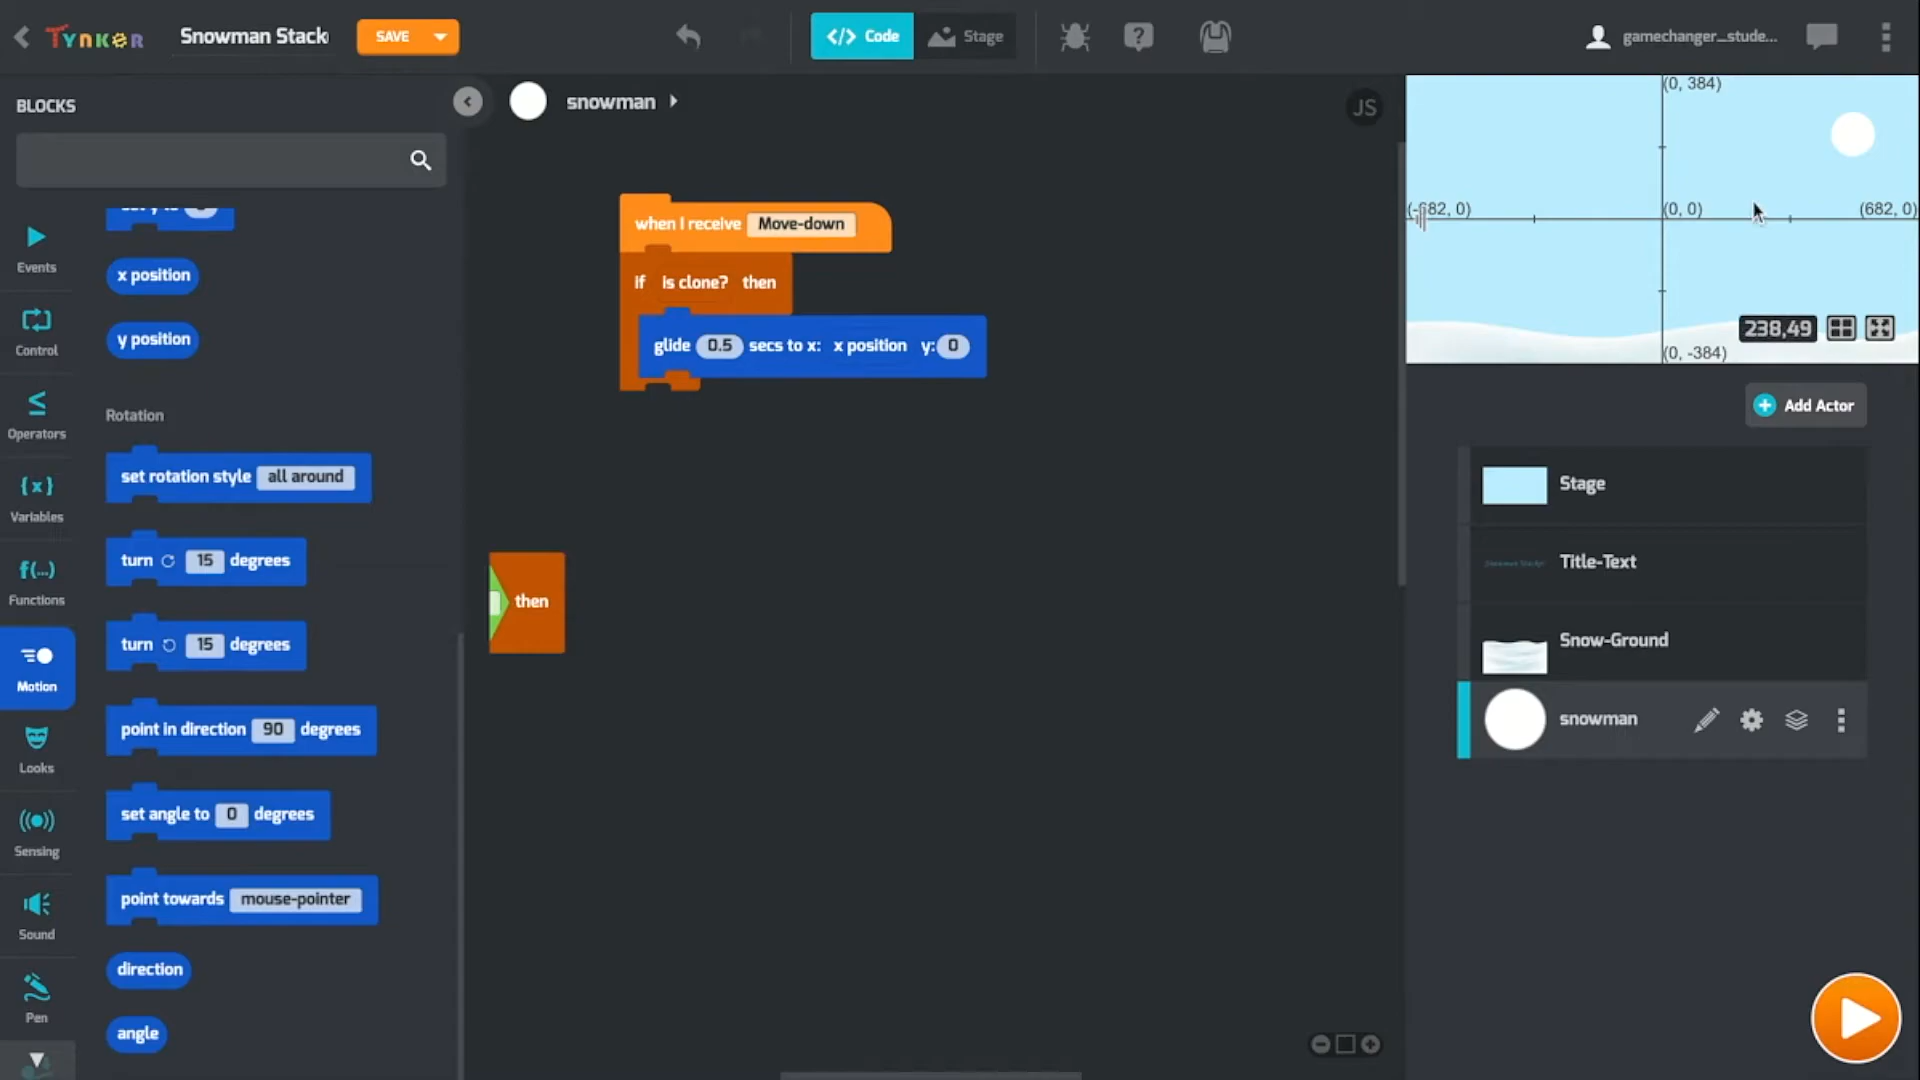 TYNKER
Snowman Stack
SAVE
</> Code
Stage
gamechanger_stude...
BLOCKS
snowman
JS
x position
y position
Rotation
set rotation style all around
turn 15 degrees
turn 15 degrees
point in direction 90 degrees
set angle to 0 degrees
point towards mouse-pointer
direction
angle
Events
Control
Operators
{x}
Variables
f(...)
Functions
Motion
Looks
Sensing
Sound
Pen
when I receive Move-down
if is clone? then
glide 0.5 secs to x: x position y: 0
then
(0, 384)
(-682, 0)
(0, 0)
(682, 0)
238,49
(0, -384)
Add Actor
Stage
Title-Text
Snow-Ground
snowman